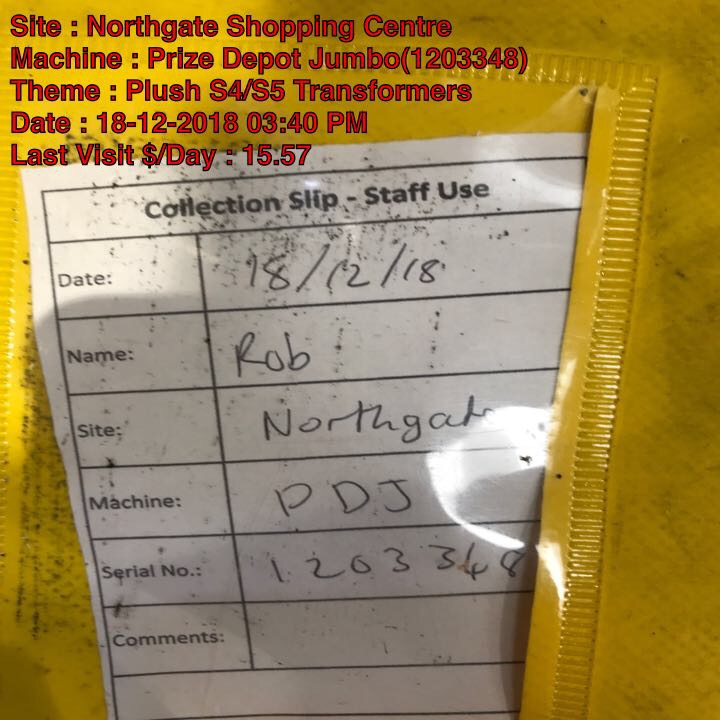 Site : Northgate Shopping Centre
Machine : Prize Depot Jumbo(1203348)
Theme : Plush S4/S5 Transformers
Date : 18-12-2018 03:40 PM
Last Visit $/Day : 15.57
Collection Slip - Staff Use
Date: 18/12/18
Name: Rob
Site: Northgate
Machine: PDJ
Serial No.: 1203348
Comments: